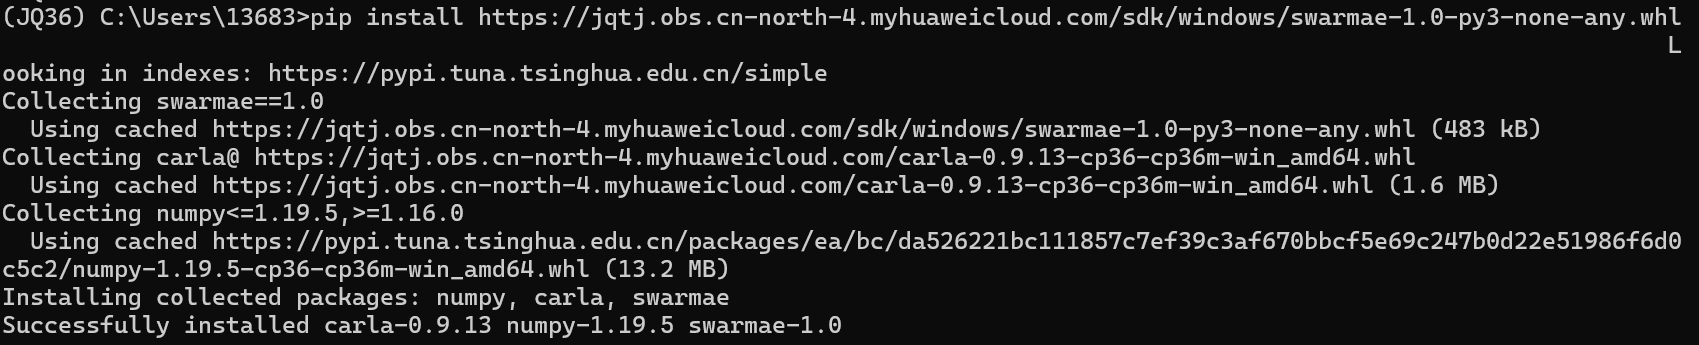 (JQ36) C:\Users\13683>pip install https://jqtj.obs.cn-north-4.myhuaweicloud.com/sdk/windows/swarmae-1.0-py3-none-any.whl
L
ooking in indexes: https://pypi.tuna.tsinghua.edu.cn/simple
Collecting swarmae==1.0
  Using cached https://jqtj.obs.cn-north-4.myhuaweicloud.com/sdk/windows/swarmae-1.0-py3-none-any.whl (483 kB)
Collecting carla@ https://jqtj.obs.cn-north-4.myhuaweicloud.com/carla-0.9.13-cp36-cp36m-win_amd64.whl
  Using cached https://jqtj.obs.cn-north-4.myhuaweicloud.com/carla-0.9.13-cp36-cp36m-win_amd64.whl (1.6 MB)
Collecting numpy<=1.19.5,>=1.16.0
  Using cached https://pypi.tuna.tsinghua.edu.cn/packages/ea/bc/da526221bc111857c7ef39c3af670bbcf5e69c247b0d22e51986f6d0
c5c2/numpy-1.19.5-cp36-cp36m-win_amd64.whl (13.2 MB)
Installing collected packages: numpy, carla, swarmae
Successfully installed carla-0.9.13 numpy-1.19.5 swarmae-1.0